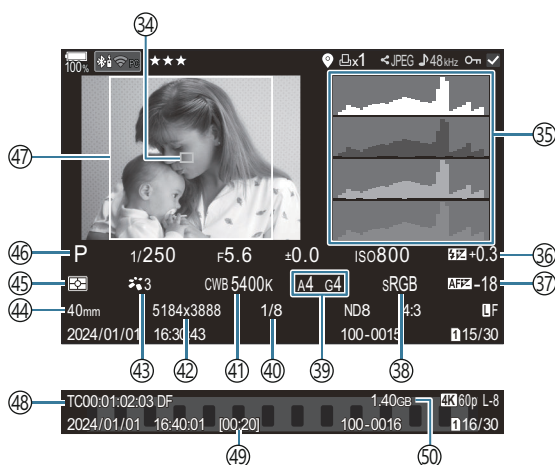 ㉞
100% PC ★★★ x1 JPEG 48kHz
㉟
㊼
㊻ P 1/250 F5.6 ±0.0 ISO800 +0.3 ㊱
㊺ 3 CWB 5400K A4 G4 sRGB AFZ -18 ㊲
㊹ 40mm 5184x3888 1/8 ND8 4:3 LF
2024/01/01 16:30:43 100-0015 1 15/30
㊸ ㊷ ㊶ ㊵ ㊴ ㊳
㊽ TC00:01:02:03 DF 1.40GB 4K 60p L-8
2024/01/01 16:40:01 [00:20] 100-0016 1 16/30
㊾ ㊿